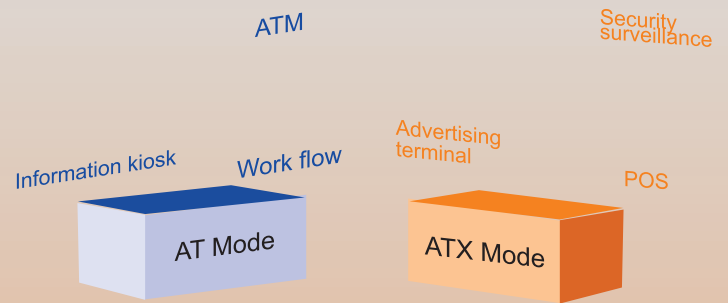 ATM
Security
surveillance
Information kiosk
Work flow
Advertising
terminal
POS
AT Mode
ATX Mode